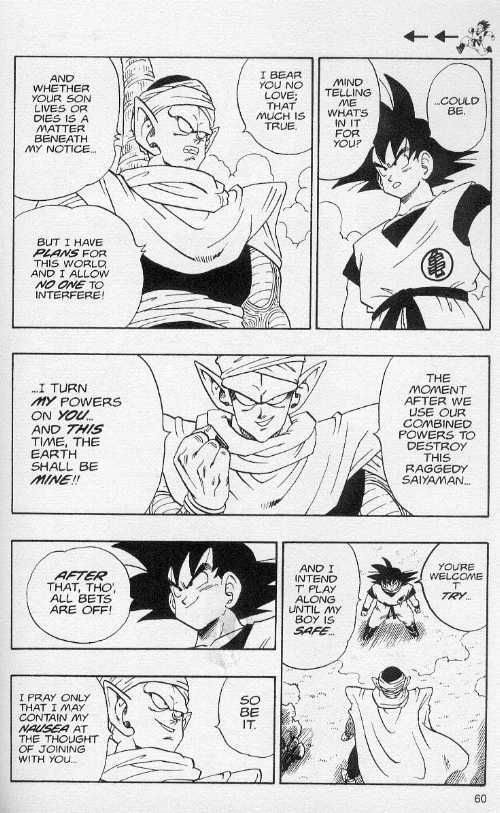 ...COULD
BE.
MIND
TELLING
ME
WHAT'S
IN IT
FOR
YOU?
I BEAR
YOU NO
LOVE;
THAT
MUCH IS
TRUE.
AND
WHETHER
YOUR SON
LIVES OR
DIES IS A
MATTER
BENEATH
MY NOTICE...
BUT I HAVE
PLANS FOR
THIS WORLD,
AND I ALLOW
NO ONE TO
INTERFERE!
亀
THE
MOMENT
AFTER WE
USE OUR
COMBINED
POWERS TO
DESTROY
THIS
RAGGEDY
SAIYAMAN...
...I TURN
MY POWERS
ON YOU...
AND THIS
TIME, THE
EARTH
SHALL BE
MINE!!
YOU'RE
WELCOME
T'
TRY...
AND I
INTEND
T' PLAY
ALONG
UNTIL MY
BOY IS
SAFE...
AFTER
THAT, THO',
ALL BETS
ARE OFF!
SO
BE
IT.
I PRAY ONLY
THAT I MAY
CONTAIN MY
NAUSEA AT
THE THOUGHT
OF JOINING
WITH YOU...
60